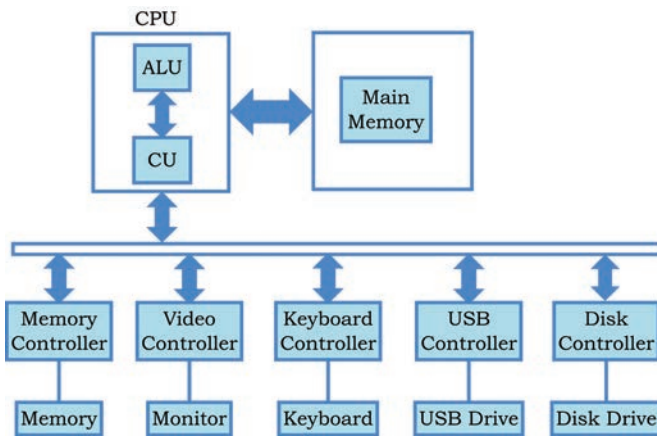 CPU
ALU
CU
Main
Memory
Memory
Controller
Video
Controller
Keyboard
Controller
USB
Controller
Disk
Controller
Memory
Monitor
Keyboard
USB Drive
Disk Drive